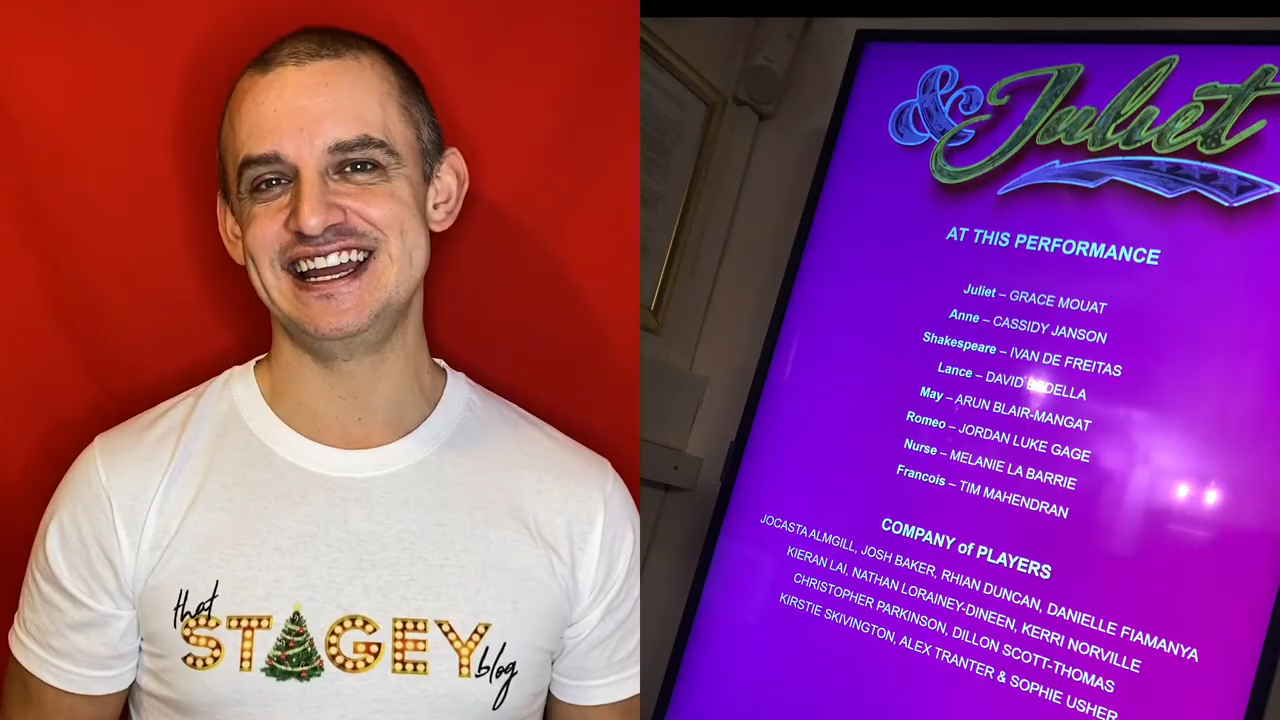 that
STAGEY
blog
& Juliet
AT THIS PERFORMANCE
Juliet – GRACE MOUAT
Anne – CASSIDY JANSON
Shakespeare – IVAN DE FREITAS
Lance – DAVID BEDELLA
May – ARUN BLAIR-MANGAT
Romeo – JORDAN LUKE GAGE
Nurse – MELANIE LA BARRIE
Francois – TIM MAHENDRAN
COMPANY of PLAYERS
JOCASTA ALMGILL, JOSH BAKER, RHIAN DUNCAN, DANIELLE FIAMANYA
KIERAN LAI, NATHAN LORAINEY-DINEEN, KERRI NORVILLE
CHRISTOPHER PARKINSON, DILLON SCOTT-THOMAS
KIRSTIE SKIVINGTON, ALEX TRANTER & SOPHIE USHER